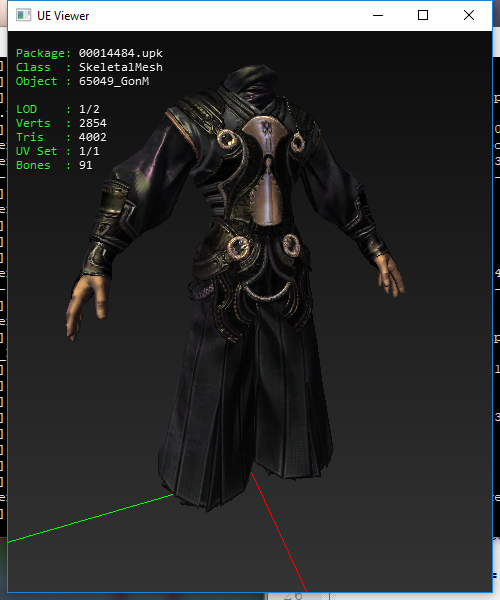 UE Viewer
Package: 00014484.upk
Class : SkeletalMesh
Object : 65049_GonM
LOD : 1/2
Verts : 2854
Tris : 4002
UV Set : 1/1
Bones : 91